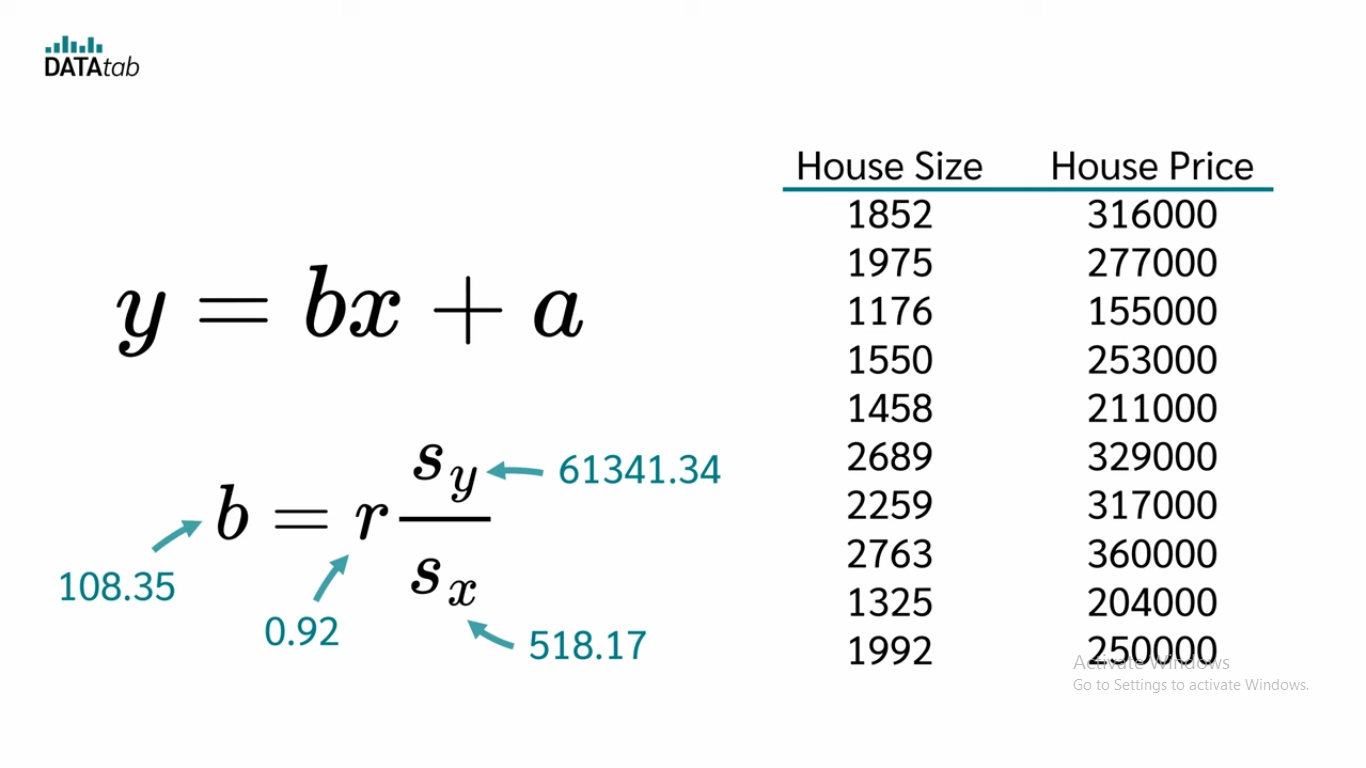 DATAtab
y = bx + a
b = r s_y / s_x
61341.34
108.35
0.92
518.17
House Size House Price
1852 316000
1975 277000
1176 155000
1550 253000
1458 211000
2689 329000
2259 317000
2763 360000
1325 204000
1992 250000
Activate Windows
Go to Settings to activate Windows.